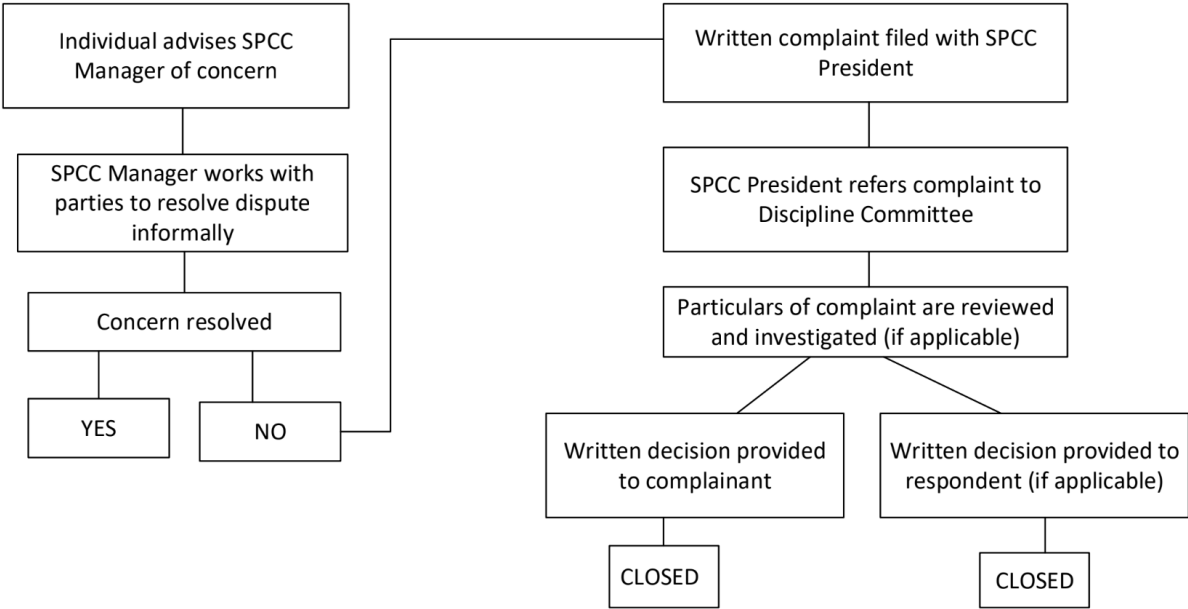 Individual advises SPCC
Manager of concern
SPCC Manager works with
parties to resolve dispute
informally
Concern resolved
YES
NO
Written complaint filed with SPCC
President
SPCC President refers complaint to
Discipline Committee
Particulars of complaint are reviewed
and investigated (if applicable)
Written decision provided
to complainant
CLOSED
Written decision provided to
respondent (if applicable)
CLOSED